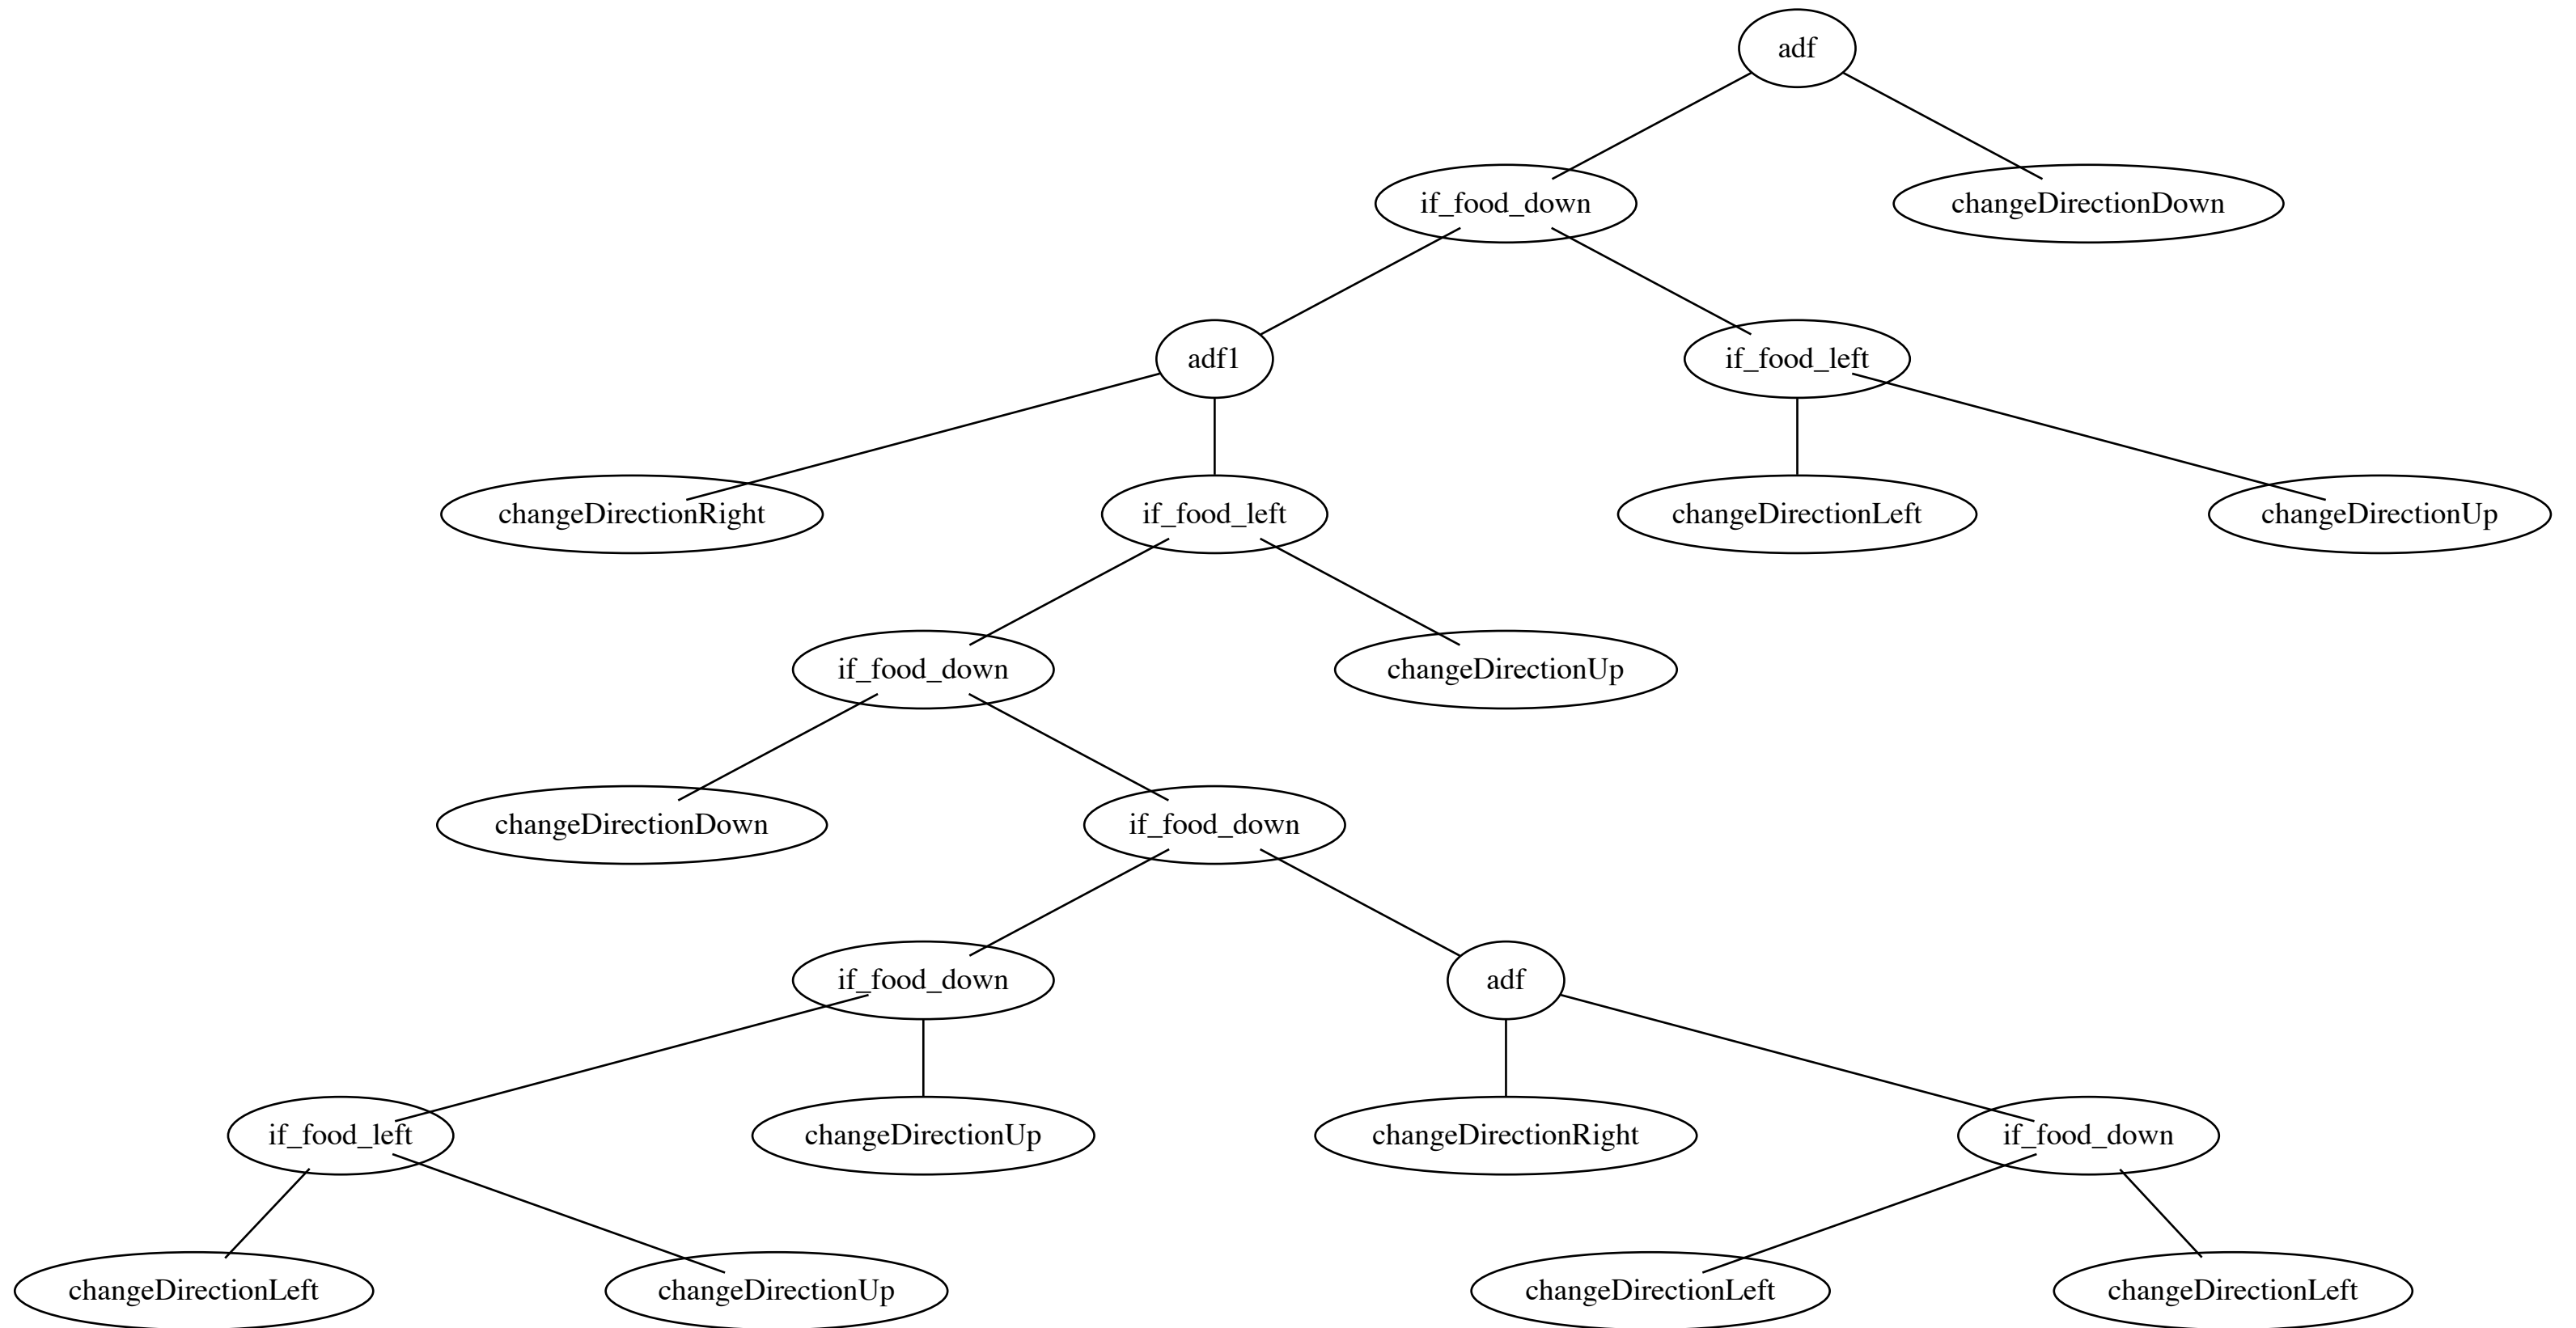 adf
if_food_down
changeDirectionDown
adf1
if_food_left
changeDirectionRight
if_food_left
changeDirectionLeft
changeDirectionUp
if_food_down
changeDirectionUp
changeDirectionDown
if_food_down
if_food_down
adf
if_food_left
changeDirectionUp
changeDirectionRight
if_food_down
changeDirectionLeft
changeDirectionUp
changeDirectionLeft
changeDirectionLeft